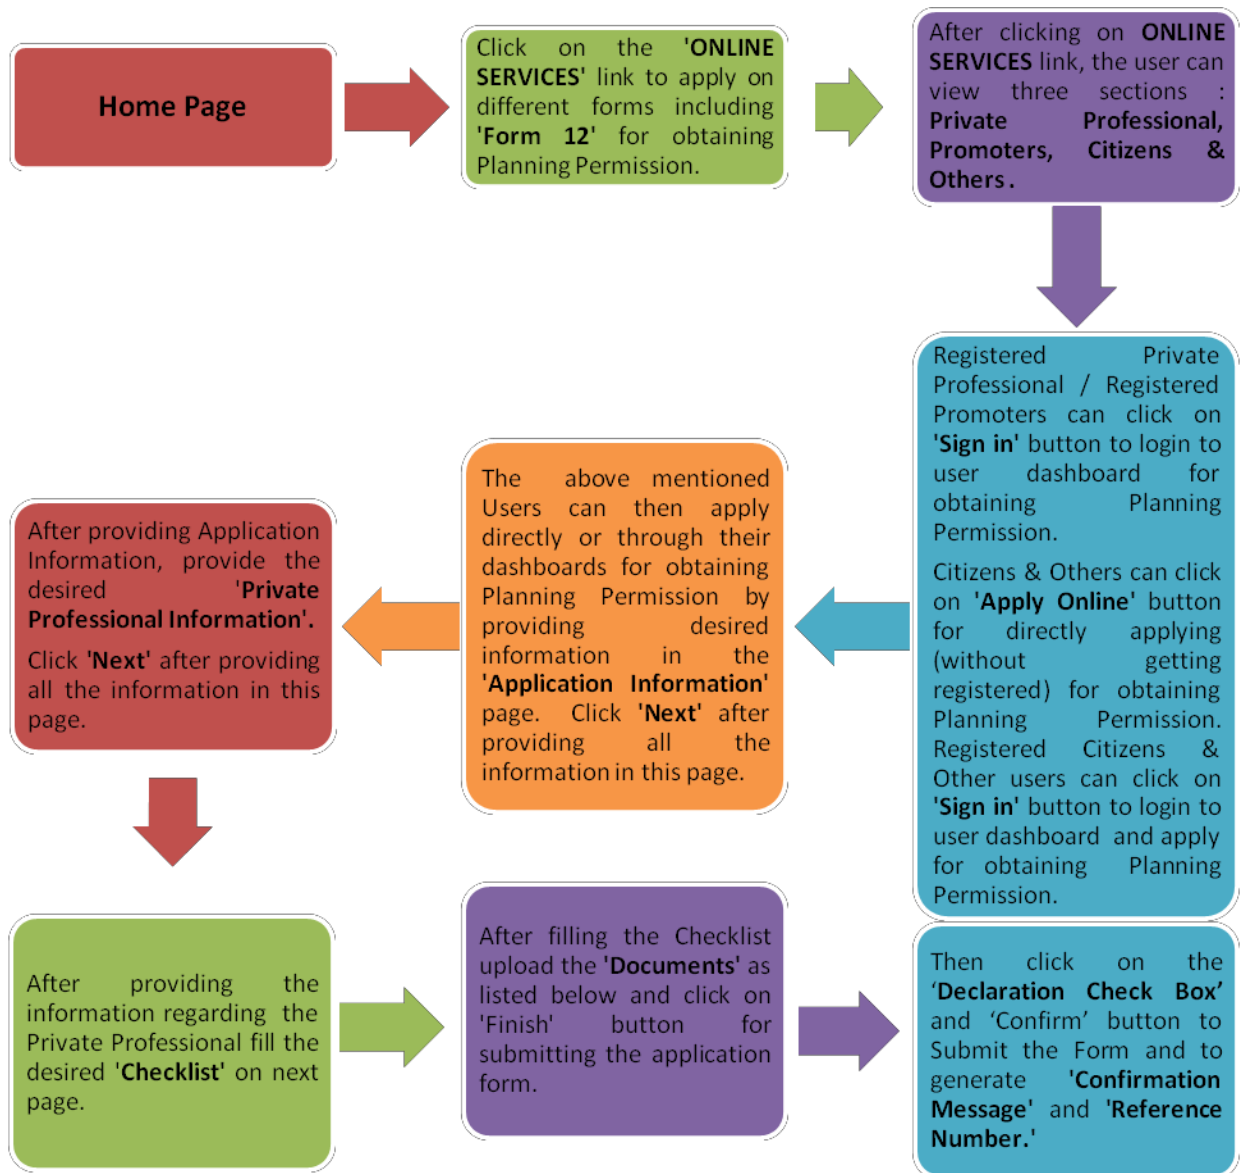 Home Page
Click on the 'ONLINE
SERVICES' link to apply on
different forms including
'Form 12' for obtaining
Planning Permission.
After clicking on ONLINE
SERVICES link, the user can
view three sections :
Private Professional,
Promoters, Citizens &
Others .
Registered Private
Professional / Registered
Promoters can click on
'Sign in' button to login to
user dashboard for
obtaining Planning
Permission.
Citizens & Others can click
on 'Apply Online' button
for directly applying
(without getting
registered) for obtaining
Planning Permission.
Registered Citizens &
Other users can click on
'Sign in' button to login to
user dashboard and apply
for obtaining Planning
Permission.
The above mentioned
Users can then apply
directly or through their
dashboards for obtaining
Planning Permission by
providing desired
information in the
'Application Information'
page. Click 'Next' after
providing all the
information in this page.
After providing Application
Information, provide the
desired 'Private
Professional Information'.
Click 'Next' after providing
all the information in this
page.
After providing the
information regarding the
Private Professional fill the
desired 'Checklist' on next
page.
After filling the Checklist
upload the 'Documents' as
listed below and click on
'Finish' button for
submitting the application
form.
Then click on the
‘Declaration Check Box’
and ‘Confirm’ button to
Submit the Form and to
generate 'Confirmation
Message' and 'Reference
Number.'